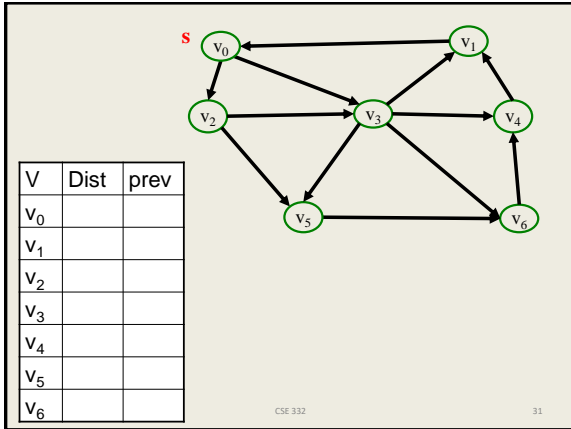 s
v₀
v₁
v₂
v₃
v₄
v₅
v₆
V Dist prev
v₀
v₁
v₂
v₃
v₄
v₅
v₆
CSE 332
31